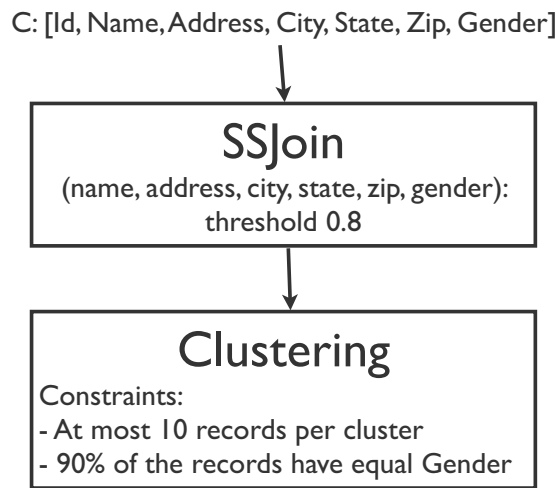 C: [Id, Name, Address, City, State, Zip, Gender]
SSJoin
(name, address, city, state, zip, gender):
threshold 0.8
Clustering
Constraints:
- At most 10 records per cluster
- 90% of the records have equal Gender